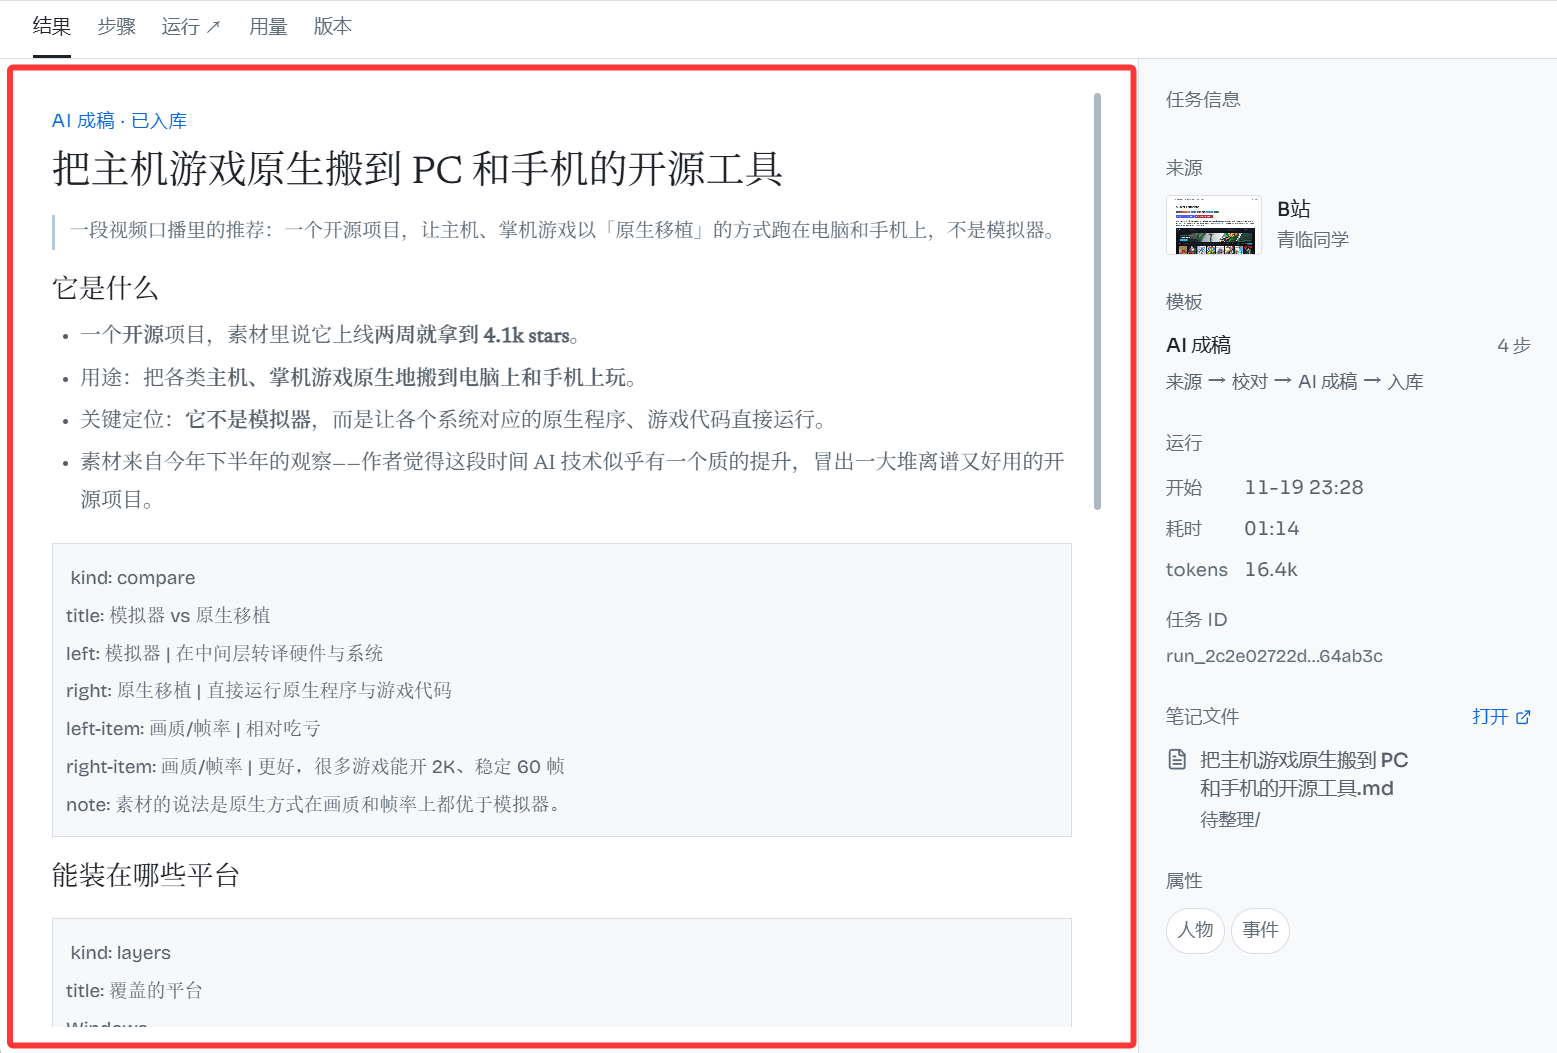 结果 步骤 运行 ↗ 用量 版本
AI 成稿 · 已入库
把主机游戏原生搬到 PC 和手机的开源工具
一段视频口播里的推荐：一个开源项目，让主机、掌机游戏以「原生移植」的方式跑在电脑和手机上，不是模拟器。
它是什么
• 一个开源项目，素材里说它上线两周就拿到 4.1k stars。
• 用途：把各类主机、掌机游戏原生地搬到电脑上和手机上玩。
• 关键定位：它不是模拟器，而是让各个系统对应的原生程序、游戏代码直接运行。
• 素材来自今年下半年的观察——作者觉得这段时间 AI 技术似乎有一个质的提升，冒出一大堆离谱又好用的开
源项目。
kind: compare
title: 模拟器 vs 原生移植
left: 模拟器 | 在中间层转译硬件与系统
right: 原生移植 | 直接运行原生程序与游戏代码
left-item: 画质/帧率 | 相对吃亏
right-item: 画质/帧率 | 更好，很多游戏能开 2K、稳定 60 帧
note: 素材的说法是原生方式在画质和帧率上都优于模拟器。
能装在哪些平台
kind: layers
title: 覆盖的平台
Windows
任务信息
来源
B站
青临同学
模板
AI 成稿 4 步
来源 → 校对 → AI 成稿 → 入库
运行
开始 11-19 23:28
耗时 01:14
tokens 16.4k
任务 ID
run_2c2e02722d...64ab3c
笔记文件 打开
把主机游戏原生搬到 PC
和手机的开源工具.md
待整理/
属性
人物 事件